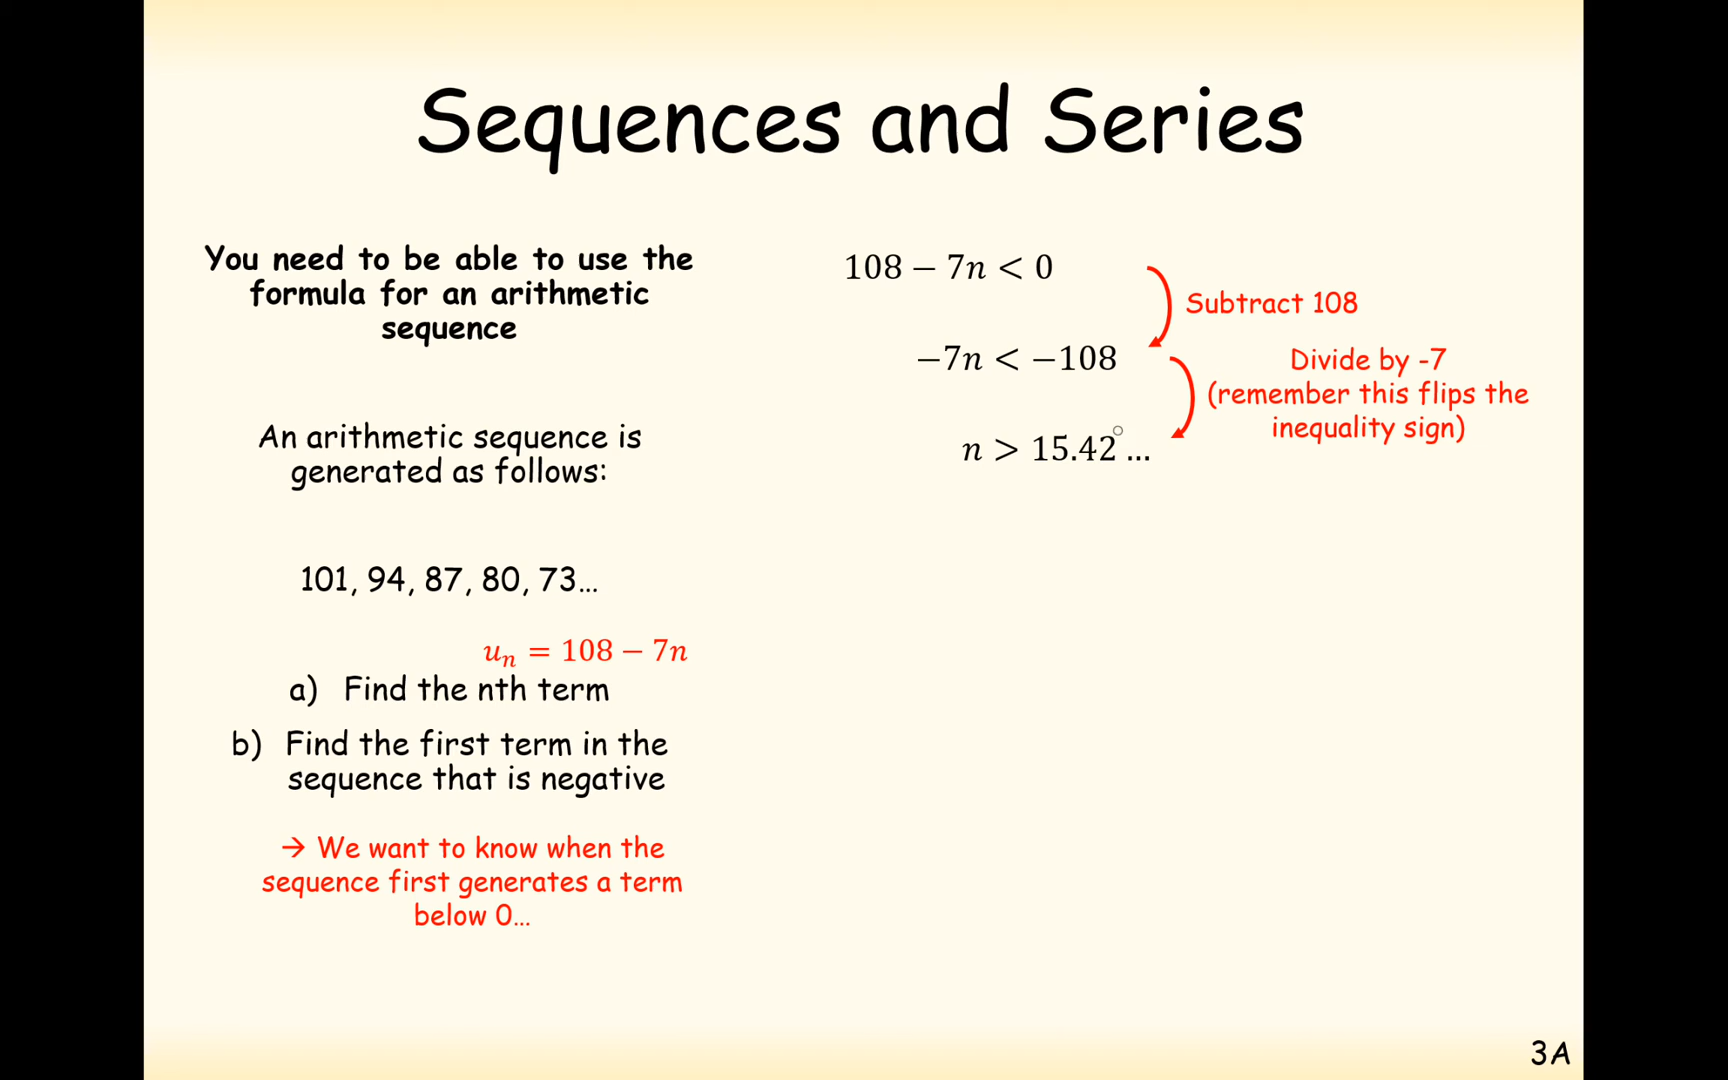 Sequences and Series
You need to be able to use the
formula for an arithmetic
sequence
An arithmetic sequence is
generated as follows:
101, 94, 87, 80, 73…
uₙ = 108 − 7n
a) Find the nth term
b) Find the first term in the
sequence that is negative
→ We want to know when the
sequence first generates a term
below 0…
108 − 7n < 0
Subtract 108
−7n < −108
Divide by -7
(remember this flips the
inequality sign)
n > 15.42…
3A